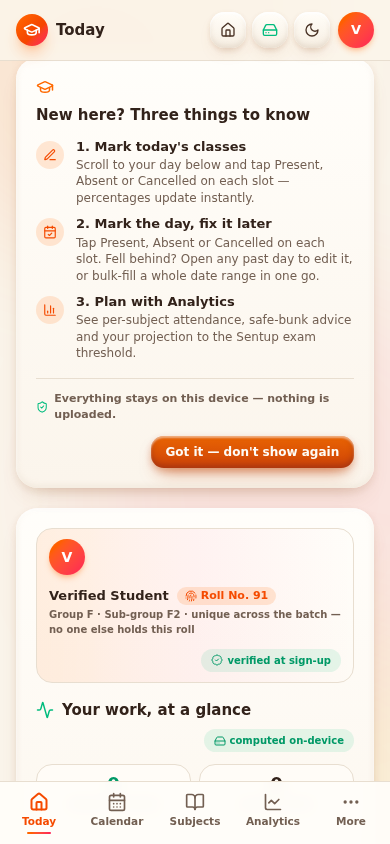 Today
V
New here? Three things to know
1. Mark today's classes
Scroll to your day below and tap Present,
Absent or Cancelled on each slot —
percentages update instantly.
2. Mark the day, fix it later
Tap Present, Absent or Cancelled on each
slot. Fell behind? Open any past day to edit it,
or bulk-fill a whole date range in one go.
3. Plan with Analytics
See per-subject attendance, safe-bunk advice
and your projection to the Sentup exam
threshold.
Everything stays on this device — nothing is
uploaded.
Got it — don't show again
V
Verified Student
Roll No. 91
Group F · Sub-group F2 · unique across the batch —
no one else holds this roll
verified at sign-up
Your work, at a glance
computed on-device
Today
Calendar
Subjects
Analytics
More